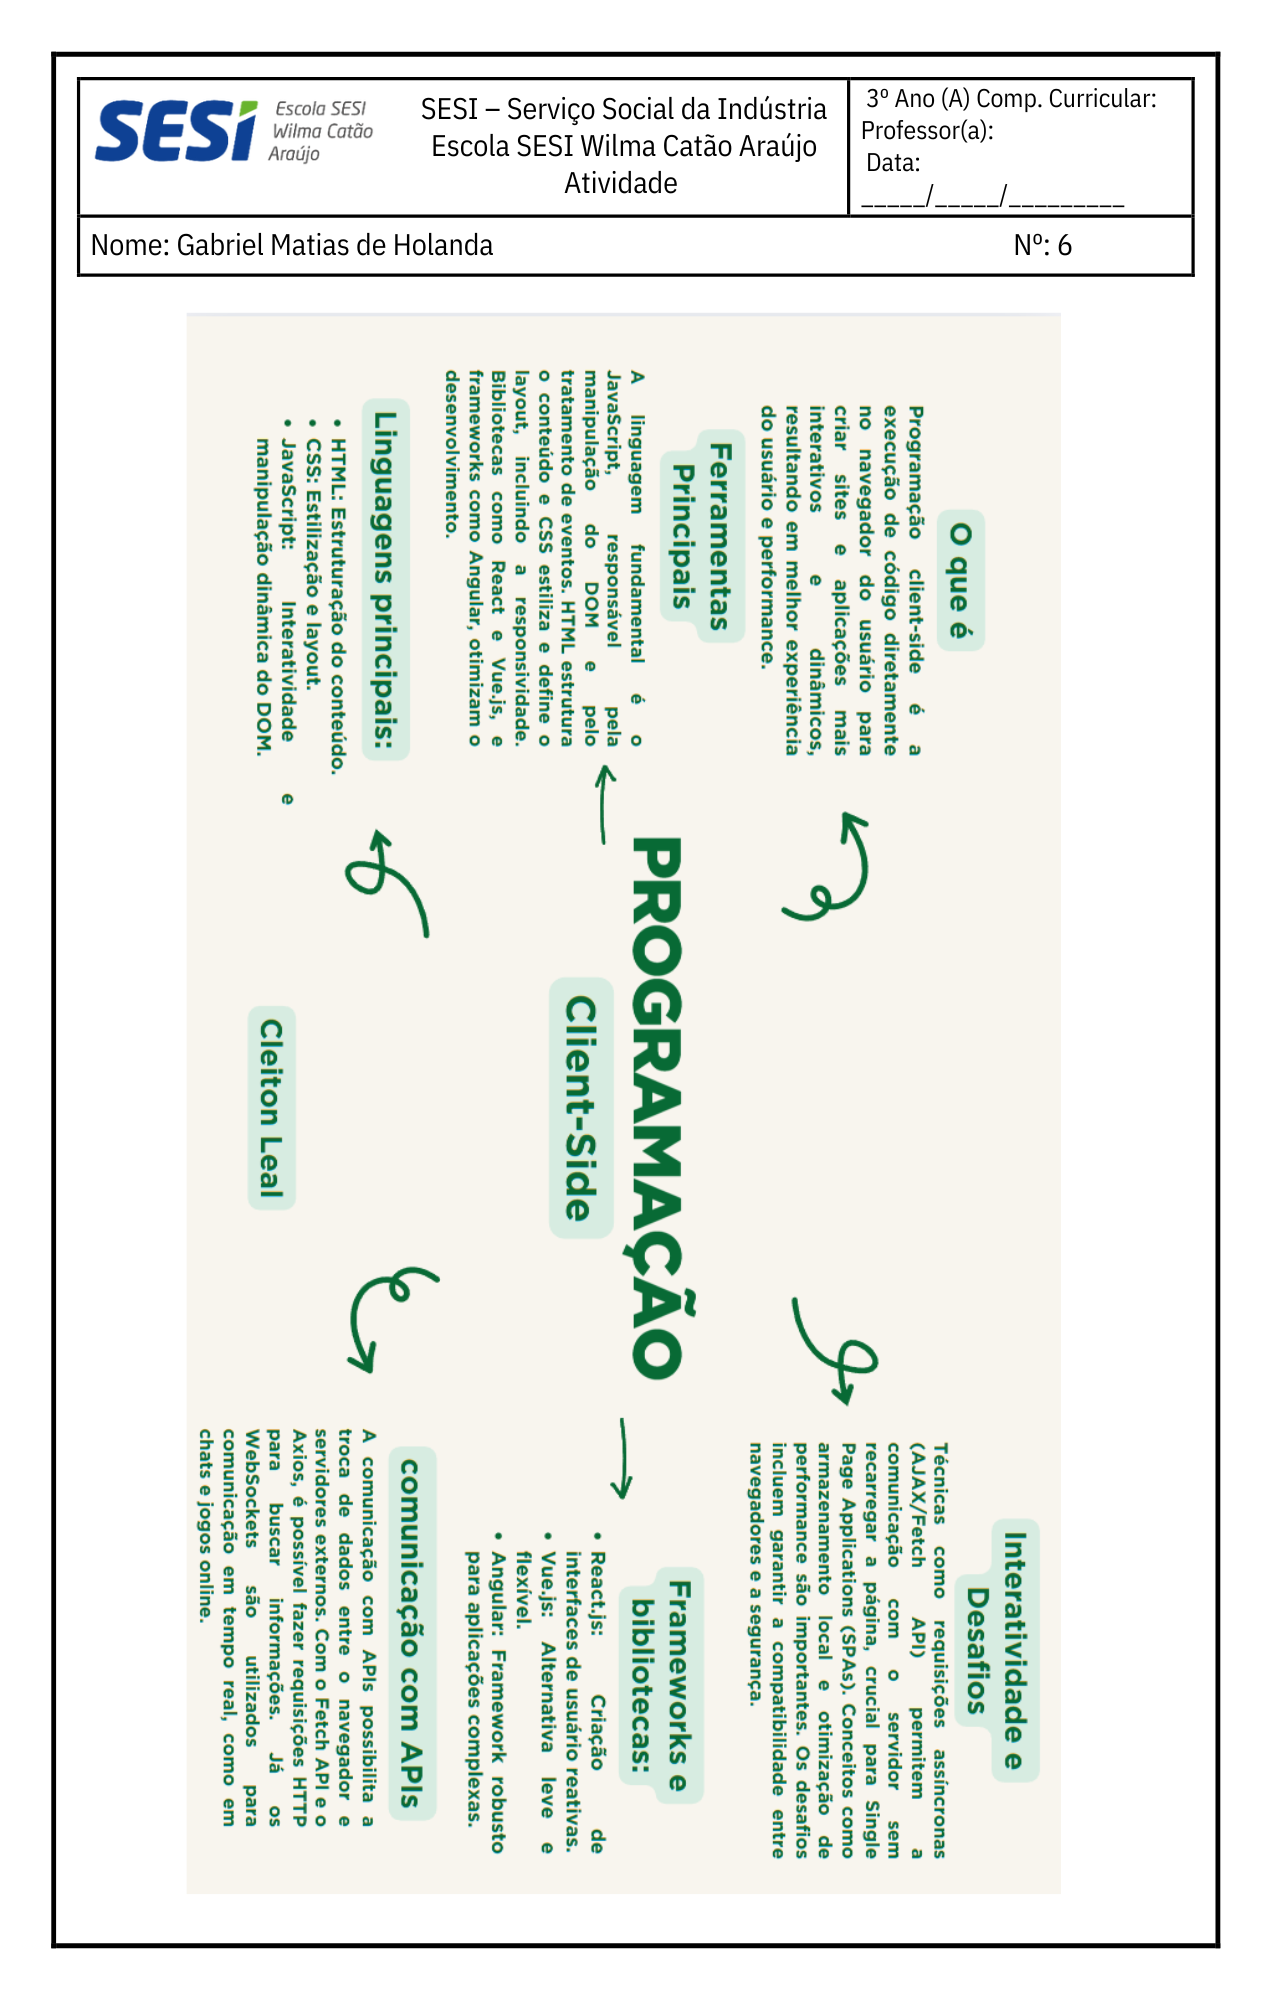 SESI
Escola SESI
Wilma Catão
Araújo
SESI – Serviço Social da Indústria
Escola SESI Wilma Catão Araújo
Atividade
3º Ano (A) Comp. Curricular:
Professor(a):
Data:
_____/_____/_________
Nome: Gabriel Matias de Holanda Nº: 6
O que é
Programação client-side é a
execução de código diretamente
no navegador do usuário para
criar sites e aplicações mais
interativos e dinâmicos,
resultando em melhor experiência
do usuário e performance.
Ferramentas
Principais
A linguagem fundamental é o
JavaScript, responsável pela
manipulação do DOM e pelo
tratamento de eventos. HTML estrutura
o conteúdo e CSS estiliza e define o
layout, incluindo a responsividade.
Bibliotecas como React e Vue.js, e
frameworks como Angular, otimizam o
desenvolvimento.
Linguagens principais:
• HTML: Estruturação do conteúdo.
• CSS: Estilização e layout.
• JavaScript: Interatividade e
manipulação dinâmica do DOM.
PROGRAMAÇÃO
Client-Side
Cleiton Leal
Interatividade e
Desafios
Técnicas como requisições assíncronas
(AJAX/Fetch API) permitem a
comunicação com o servidor sem
recarregar a página, crucial para Single
Page Applications (SPAs). Conceitos como
armazenamento local e otimização de
performance são importantes. Os desafios
incluem garantir a compatibilidade entre
navegadores e a segurança.
Frameworks e
bibliotecas:
• React.js: Criação de
interfaces de usuário reativas.
• Vue.js: Alternativa leve e
flexível.
• Angular: Framework robusto
para aplicações complexas.
comunicação com APIs
A comunicação com APIs possibilita a
troca de dados entre o navegador e
servidores externos. Com o Fetch API e o
Axios, é possível fazer requisições HTTP
para buscar informações. Já os
WebSockets são utilizados para
comunicação em tempo real, como em
chats e jogos online.